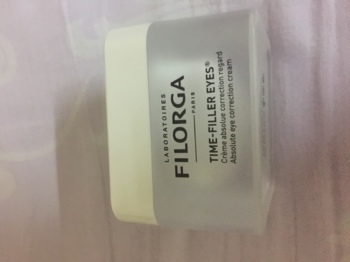 LABORATOIRES
FILORGA
PARIS
TIME-FILLER EYES®
Crème absolue correction regard
Absolute eye correction cream